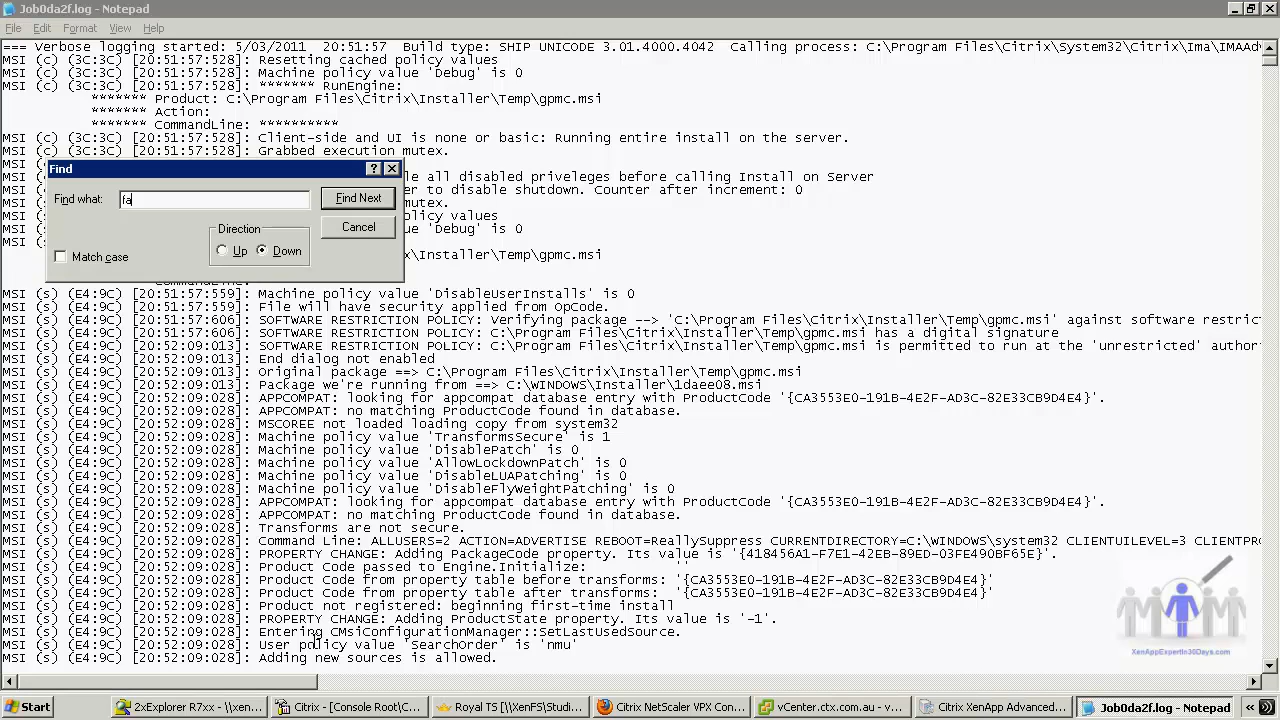 Job0da2f.log - Notepad
File Edit Format View Help
=== Verbose logging started: 5/03/2011  20:51:57  Build type: SHIP UNICODE 3.01.4000.4042  Calling process: C:\Program Files\Citrix\System32\Citrix\Ima\IMAAd
MSI (c) (3C:3C) [20:51:57:528]: Resetting cached policy values
MSI (c) (3C:3C) [20:51:57:528]: Machine policy value 'Debug' is 0
MSI (c) (3C:3C) [20:51:57:528]: ******* RunEngine:
******* Product: C:\Program Files\Citrix\Installer\Temp\gpmc.msi
******* Action:
******* CommandLine: **********
MSI (c) (3C:3C) [20:51:57:528]: Client-side and UI is none or basic: Running entire install on the server.
MSI (c) (3C:3C) [20:51:57:528]: Grabbed execution mutex.
MSI
Find
MSI le all disabled priveleges before calling Install on Server
MSI er to disable shutdown. Counter after increment: 0
Find what: fa Find Next
MSI mutex.
MSI policy values
MSI 'Debug' is 0
Direction
Cancel
MSI
Up Down
Match case
C:\Program Files\Citrix\Installer\Temp\gpmc.msi
MSI (s) (E4:9C) [20:51:57:559]: Machine policy value 'DisableUserInstalls' is 0
MSI (s) (E4:9C) [20:51:57:559]: File will have security applied from OpCode.
MSI (s) (E4:9C) [20:51:57:606]: SOFTWARE RESTRICTION POLICY: Verifying package --> 'C:\Program Files\Citrix\Installer\Temp\gpmc.msi' against software restric
MSI (s) (E4:9C) [20:51:57:606]: SOFTWARE RESTRICTION POLICY: C:\Program Files\Citrix\Installer\Temp\gpmc.msi has a digital signature
MSI (s) (E4:9C) [20:52:09:013]: SOFTWARE RESTRICTION POLICY: C:\Program Files\Citrix\Installer\Temp\gpmc.msi is permitted to run at the 'unrestricted' author
MSI (s) (E4:9C) [20:52:09:013]: End dialog not enabled
MSI (s) (E4:9C) [20:52:09:013]: Original package ==> C:\Program Files\Citrix\Installer\Temp\gpmc.msi
MSI (s) (E4:9C) [20:52:09:013]: Package we're running from ==> C:\WINDOWS\Installer\1daee08.msi
MSI (s) (E4:9C) [20:52:09:028]: APPCOMPAT: looking for appcompat database entry with ProductCode '{CA3553E0-191B-4E2F-AD3C-82E33CB9D4E4}'.
MSI (s) (E4:9C) [20:52:09:028]: APPCOMPAT: no matching ProductCode found in database.
MSI (s) (E4:9C) [20:52:09:028]: MSCOREE not loaded loading copy from system32
MSI (s) (E4:9C) [20:52:09:028]: Machine policy value 'TransformsSecure' is 1
MSI (s) (E4:9C) [20:52:09:028]: Machine policy value 'DisablePatch' is 0
MSI (s) (E4:9C) [20:52:09:028]: Machine policy value 'AllowLockdownPatch' is 0
MSI (s) (E4:9C) [20:52:09:028]: Machine policy value 'DisableLUAPatching' is 0
MSI (s) (E4:9C) [20:52:09:028]: Machine policy value 'DisableFlyWeightPatching' is 0
MSI (s) (E4:9C) [20:52:09:028]: APPCOMPAT: looking for appcompat database entry with ProductCode '{CA3553E0-191B-4E2F-AD3C-82E33CB9D4E4}'.
MSI (s) (E4:9C) [20:52:09:028]: APPCOMPAT: no matching ProductCode found in database.
MSI (s) (E4:9C) [20:52:09:028]: Transforms are not secure.
MSI (s) (E4:9C) [20:52:09:028]: Command Line: ALLUSERS=2 ACTION=ADVERTISE REBOOT=ReallySuppress CURRENTDIRECTORY=C:\WINDOWS\system32 CLIENTUILEVEL=3 CLIENTPRO
MSI (s) (E4:9C) [20:52:09:028]: PROPERTY CHANGE: Adding PackageCode property. Its value is '{418456A1-F7E1-42EB-89ED-03FE490BF65E}'.
MSI (s) (E4:9C) [20:52:09:028]: Product Code passed to Engine.Initialize:           ''
MSI (s) (E4:9C) [20:52:09:028]: Product Code from property table before transforms: '{CA3553E0-191B-4E2F-AD3C-82E33CB9D4E4}'
MSI (s) (E4:9C) [20:52:09:028]: Product Code from property table after transforms:  '{CA3553E0-191B-4E2F-AD3C-82E33CB9D4E4}'
MSI (s) (E4:9C) [20:52:09:028]: Product not registered: beginning first-time install
MSI (s) (E4:9C) [20:52:09:028]: PROPERTY CHANGE: Adding ProductState property. Its value is '-1'.
MSI (s) (E4:9C) [20:52:09:028]: Entering CMsiConfigurationManager::SetLastUsedSource.
MSI (s) (E4:9C) [20:52:09:028]: User policy value 'searchOrder' is 'nmu'
MSI (s) (E4:9C) [20:52:09:028]: Adding new sources is allowed.
XenAppExpertIn30Days.com
Start 2xExplorer R7xx - \\xen... Citrix - [Console Root\C... Royal TS [\\XenF\Studi... Citrix NetScaler VPX Con... vCenter.ctx.com.au - v... Citrix XenApp Advanced... Job0da2f.log - Notepad